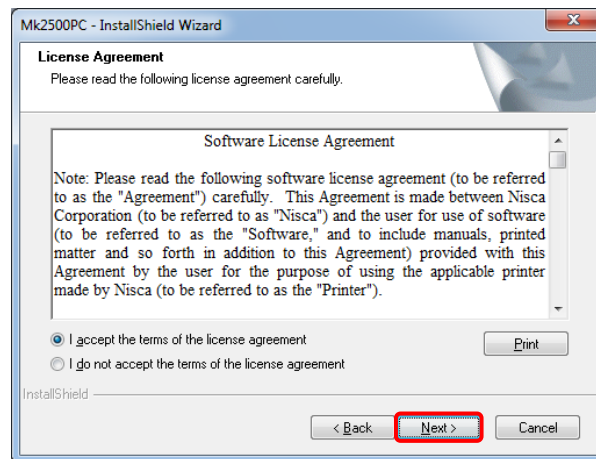 Mk2500PC - InstallShield Wizard
License Agreement
Please read the following license agreement carefully.
Software License Agreement
Note: Please read the following software license agreement (to be referred
to as the "Agreement") carefully. This Agreement is made between Nisca
Corporation (to be referred to as "Nisca") and the user for use of software
(to be referred to as the "Software," and to include manuals, printed
matter and so forth in addition to this Agreement) provided with this
Agreement by the user for the purpose of using the applicable printer
made by Nisca (to be referred to as the "Printer").
I accept the terms of the license agreement
Print
I do not accept the terms of the license agreement
InstallShield
< Back
Next >
Cancel